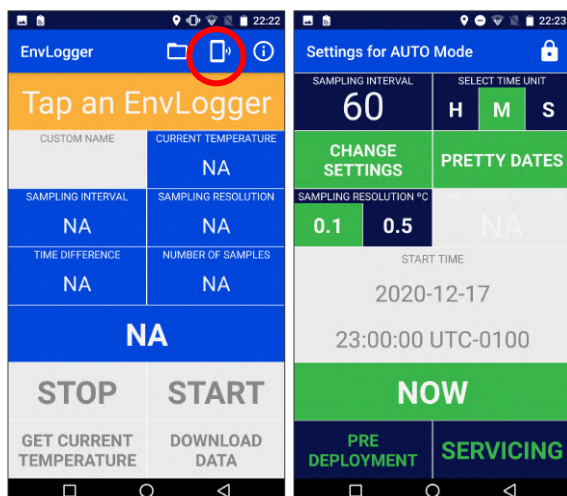 22:22
EnvLogger
Tap an EnvLogger
CUSTOM NAME
CURRENT TEMPERATURE
NA
SAMPLING INTERVAL
SAMPLING RESOLUTION
NA
NA
TIME DIFFERENCE
NUMBER OF SAMPLES
NA
NA
NA
STOP
START
GET CURRENT
TEMPERATURE
DOWNLOAD
DATA
22:23
Settings for AUTO Mode
SAMPLING INTERVAL
60
SELECT TIME UNIT
H M S
CHANGE
SETTINGS
PRETTY DATES
SAMPLING RESOLUTION ºC
0.1 0.5
NA
START TIME
2020-12-17
23:00:00 UTC-0100
NOW
PRE
DEPLOYMENT
SERVICING